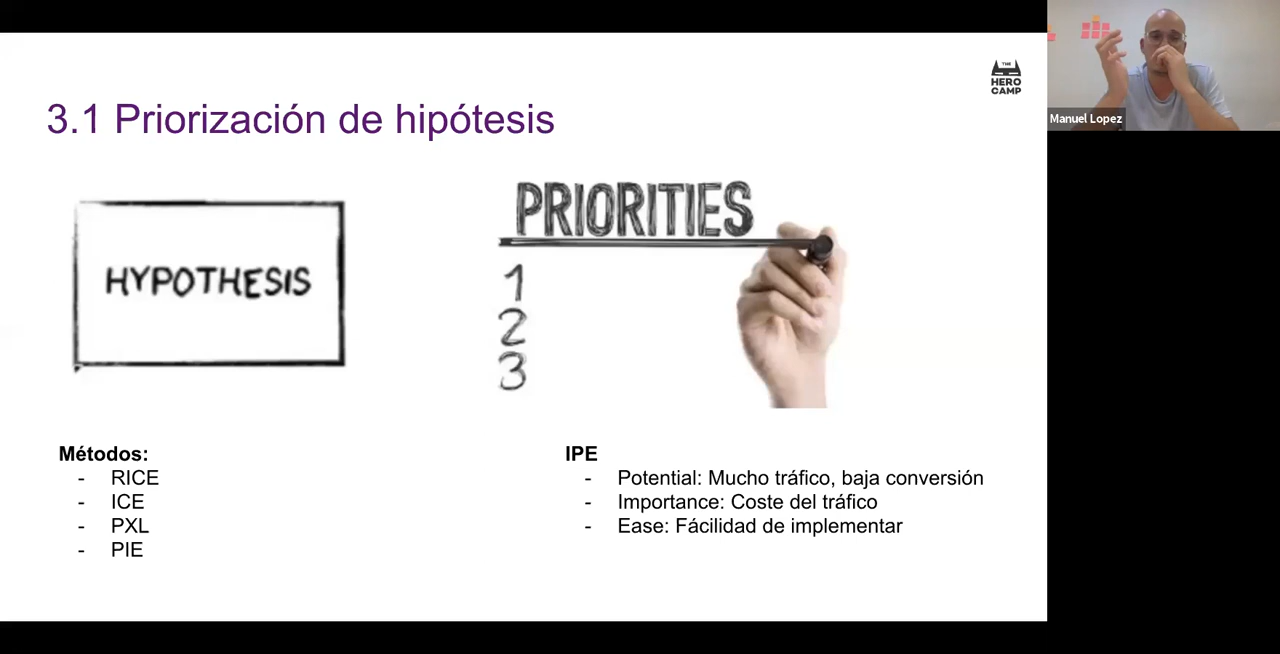 THE
HERO
CAMP
Manuel Lopez
3.1 Priorización de hipótesis
HYPOTHESIS
PRIORITIES
1
2
3
Métodos:
- RICE
- ICE
- PXL
- PIE
IPE
- Potential: Mucho tráfico, baja conversión
- Importance: Coste del tráfico
- Ease: Fácilidad de implementar